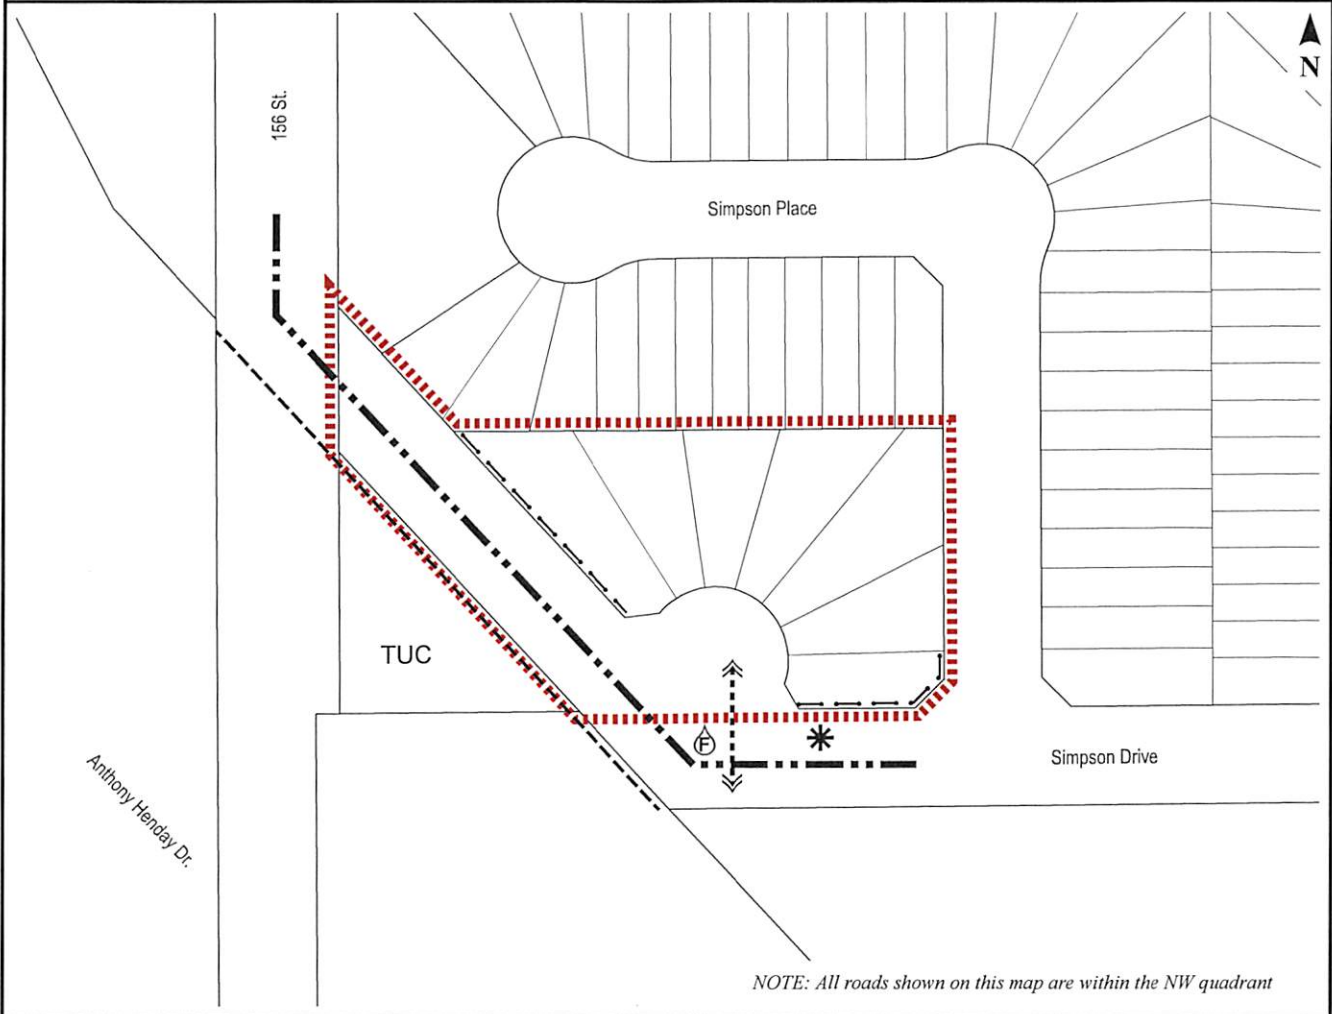 N
156 St.
Simpson Place
TUC
F
Simpson Drive
Anthony Henday Dr.
NOTE: All roads shown on this map are within the NW quadrant